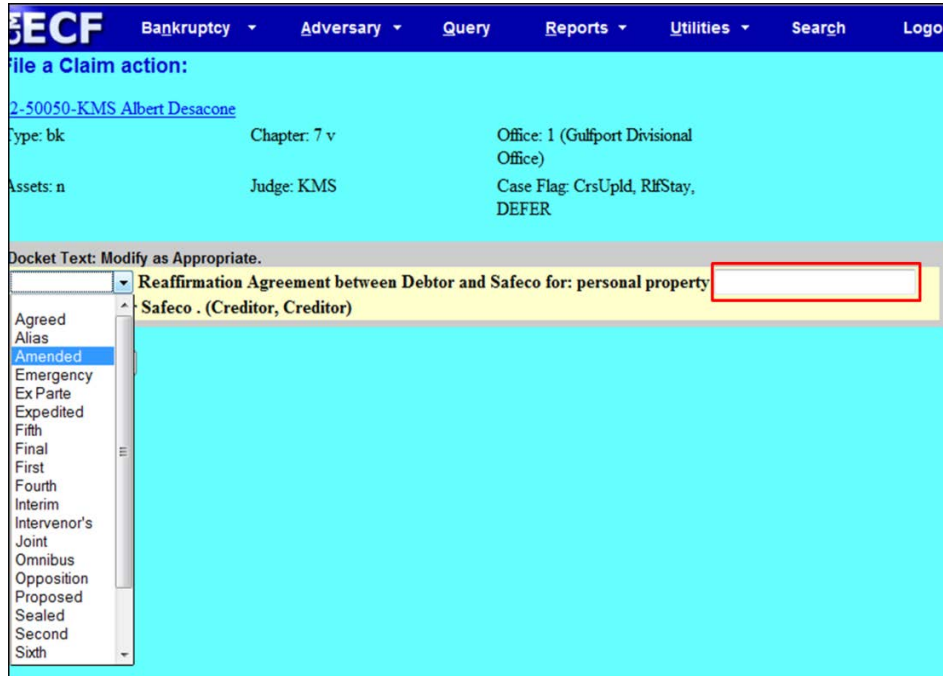 ECF Bankruptcy Adversary Query Reports Utilities Search Logo
File a Claim action:
2-50050-KMS Albert Desacone
Type: bk Chapter: 7 v Office: 1 (Gulfport Divisional
Office)
Assets: n Judge: KMS Case Flag: CrsUpld, RlfStay,
DEFER
Docket Text: Modify as Appropriate.
Reaffirmation Agreement between Debtor and Safeco for: personal property
Safeco . (Creditor, Creditor)
Agreed
Alias
Amended
Emergency
Ex Parte
Expedited
Fifth
Final
First
Fourth
Interim
Intervenor's
Joint
Omnibus
Opposition
Proposed
Sealed
Second
Sixth